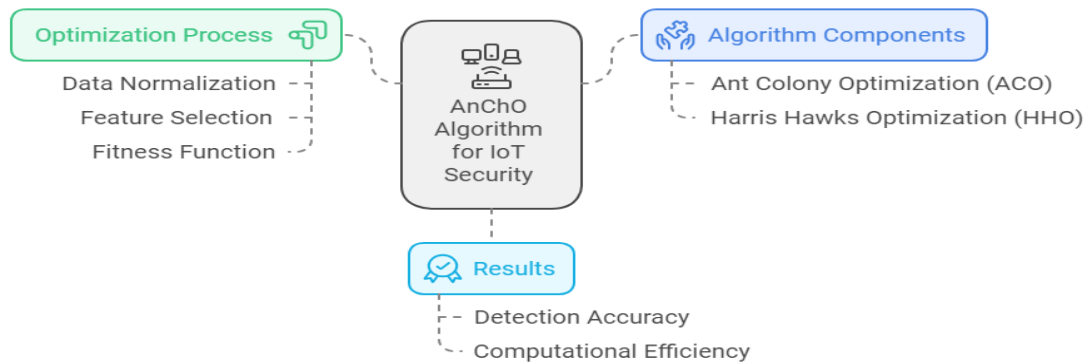 Optimization Process
Data Normalization
Feature Selection
Fitness Function
AnChO
Algorithm
for IoT
Security
Algorithm Components
Ant Colony Optimization (ACO)
Harris Hawks Optimization (HHO)
Results
Detection Accuracy
Computational Efficiency